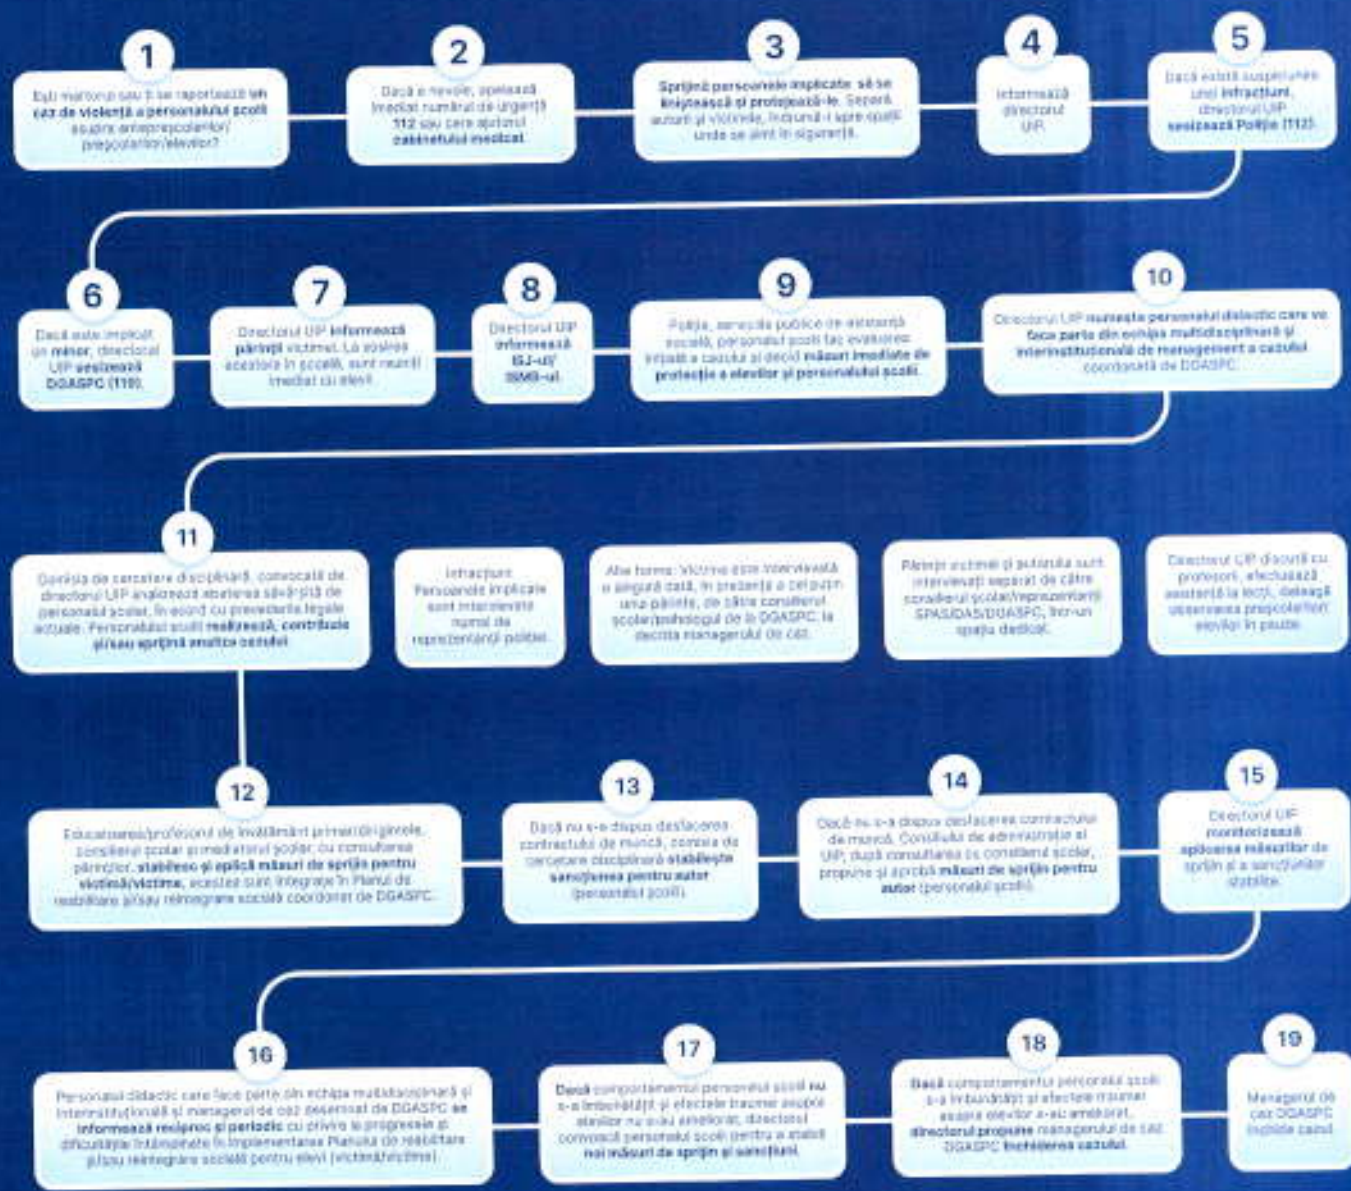 1
Ești martorul sau ți se raportează un
caz de violență a personalului școlii
asupra antepreșcolarilor/
preșcolarilor/elevilor?
2
Dacă e nevoie, apelează
imediat numărul de urgență
112 sau cere ajutorul
cabinetului medical.
3
Sprijină persoanele implicate să se
liniștească și protejează-le. Separă
autorii și victimele, îndrumă-i spre spații
unde se simt în siguranță.
4
Informează
directorul
UIP.
5
Dacă există suspiciunea
unei infracțiuni,
directorul UIP
sesizează Poliția (112).
6
Dacă este implicat
un minor, directorul
UIP sesizează
DGASPC (119).
7
Directorul UIP informează
părinții victimei. La sosirea
acestora în școală, sunt reuniți
imediat cu elevii.
8
Directorul UIP
informează
ISJ-ul/
ISMB-ul.
9
Poliția, serviciile publice de asistență
socială, personalul școlii fac evaluarea
inițială a cazului și decid măsuri imediate de
protecție a elevilor și personalului școlii.
10
Directorul UIP numește personalul didactic care va
face parte din echipa multidisciplinară și
interinstituțională de management a cazului
coordonată de DGASPC.
11
Comisia de cercetare disciplinară, convocată de
directorul UIP analizează abaterea săvârșită de
personalul școlar, în acord cu prevederile legale
actuale. Personalul școlii realizează, contribuie
și/sau sprijină analiza cazului.
Infracțiuni:
Persoanele implicate
sunt intervievate
numai de
reprezentanții poliției.
Alte forme: Victima este intervievată
o singură dată, în prezența a cel puțin
unui părinte, de către consilierul
școlar/psihologul de la DGASPC, la
decizia managerului de caz.
Părinții victimei și autorului sunt
intervievați separat de către
consilierul școlar/reprezentanții
SPAS/DAS/DGASPC, într-un
spațiu dedicat.
Directorul UIP discută cu
profesorii, efectuează
asistență la lecții, deleagă
observarea preșcolarilor/
elevilor în pauze.
12
Educatoarea/profesorul de învățământ primar/dirigintele,
consilierul școlar și mediatorul școlar, cu consultarea
părinților, stabilesc și aplică măsuri de sprijin pentru
victimă/victime, acestea sunt integrate în Planul de
reabilitare și/sau reintegrare socială coordonat de DGASPC.
13
Dacă nu s-a dispus desfacerea
contractului de muncă, comisia de
cercetare disciplinară stabilește
sancțiunea pentru autor
(personalul școlii).
14
Dacă nu s-a dispus desfacerea contractului
de muncă, Consiliul de administrație al
UIP, după consultarea cu consilierul școlar,
propune și aprobă măsuri de sprijin pentru
autor (personalul școlii).
15
Directorul UIP
monitorizează
aplicarea măsurilor de
sprijin și a sancțiunilor
stabilite.
16
Personalul didactic care face parte din echipa multidisciplinară și
interinstituțională și managerul de caz desemnat de DGASPC se
informează reciproc și periodic cu privire la progresele și
dificultățile întâmpinate în implementarea Planului de reabilitare
și/sau reintegrare socială pentru elevi (victimă/victime).
17
Dacă comportamentul personalului școlii nu
s-a îmbunătățit și efectele traumei asupra
elevilor nu s-au ameliorat, directorul
convoacă personalul școlii pentru a stabili
noi măsuri de sprijin și sancțiuni.
18
Dacă comportamentul personalului școlii
s-a îmbunătățit și efectele traumei
asupra elevilor s-au ameliorat,
directorul propune managerului de caz
DGASPC închiderea cazului.
19
Managerul de
caz DGASPC
închide cazul.